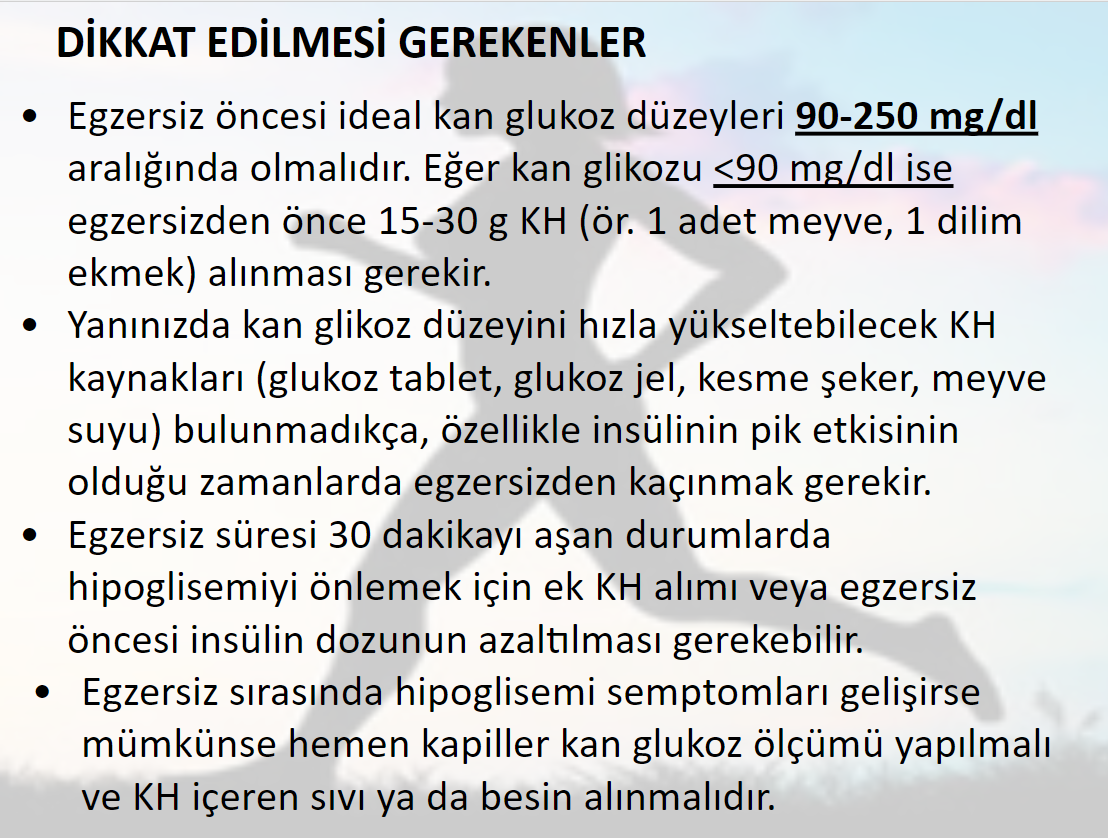 DİKKAT EDİLMESİ GEREKENLER
• Egzersiz öncesi ideal kan glukoz düzeyleri 90-250 mg/dl
aralığında olmalıdır. Eğer kan glikozu <90 mg/dl ise
egzersizden önce 15-30 g KH (ör. 1 adet meyve, 1 dilim
ekmek) alınması gerekir.
• Yanınızda kan glikoz düzeyini hızla yükseltebilecek KH
kaynakları (glukoz tablet, glukoz jel, kesme şeker, meyve
suyu) bulunmadıkça, özellikle insülinin pik etkisinin
olduğu zamanlarda egzersizden kaçınmak gerekir.
• Egzersiz süresi 30 dakikayı aşan durumlarda
hipoglisemiyi önlemek için ek KH alımı veya egzersiz
öncesi insülin dozunun azaltılması gerekebilir.
• Egzersiz sırasında hipoglisemi semptomları gelişirse
mümkünse hemen kapiller kan glukoz ölçümü yapılmalı
ve KH içeren sıvı ya da besin alınmalıdır.